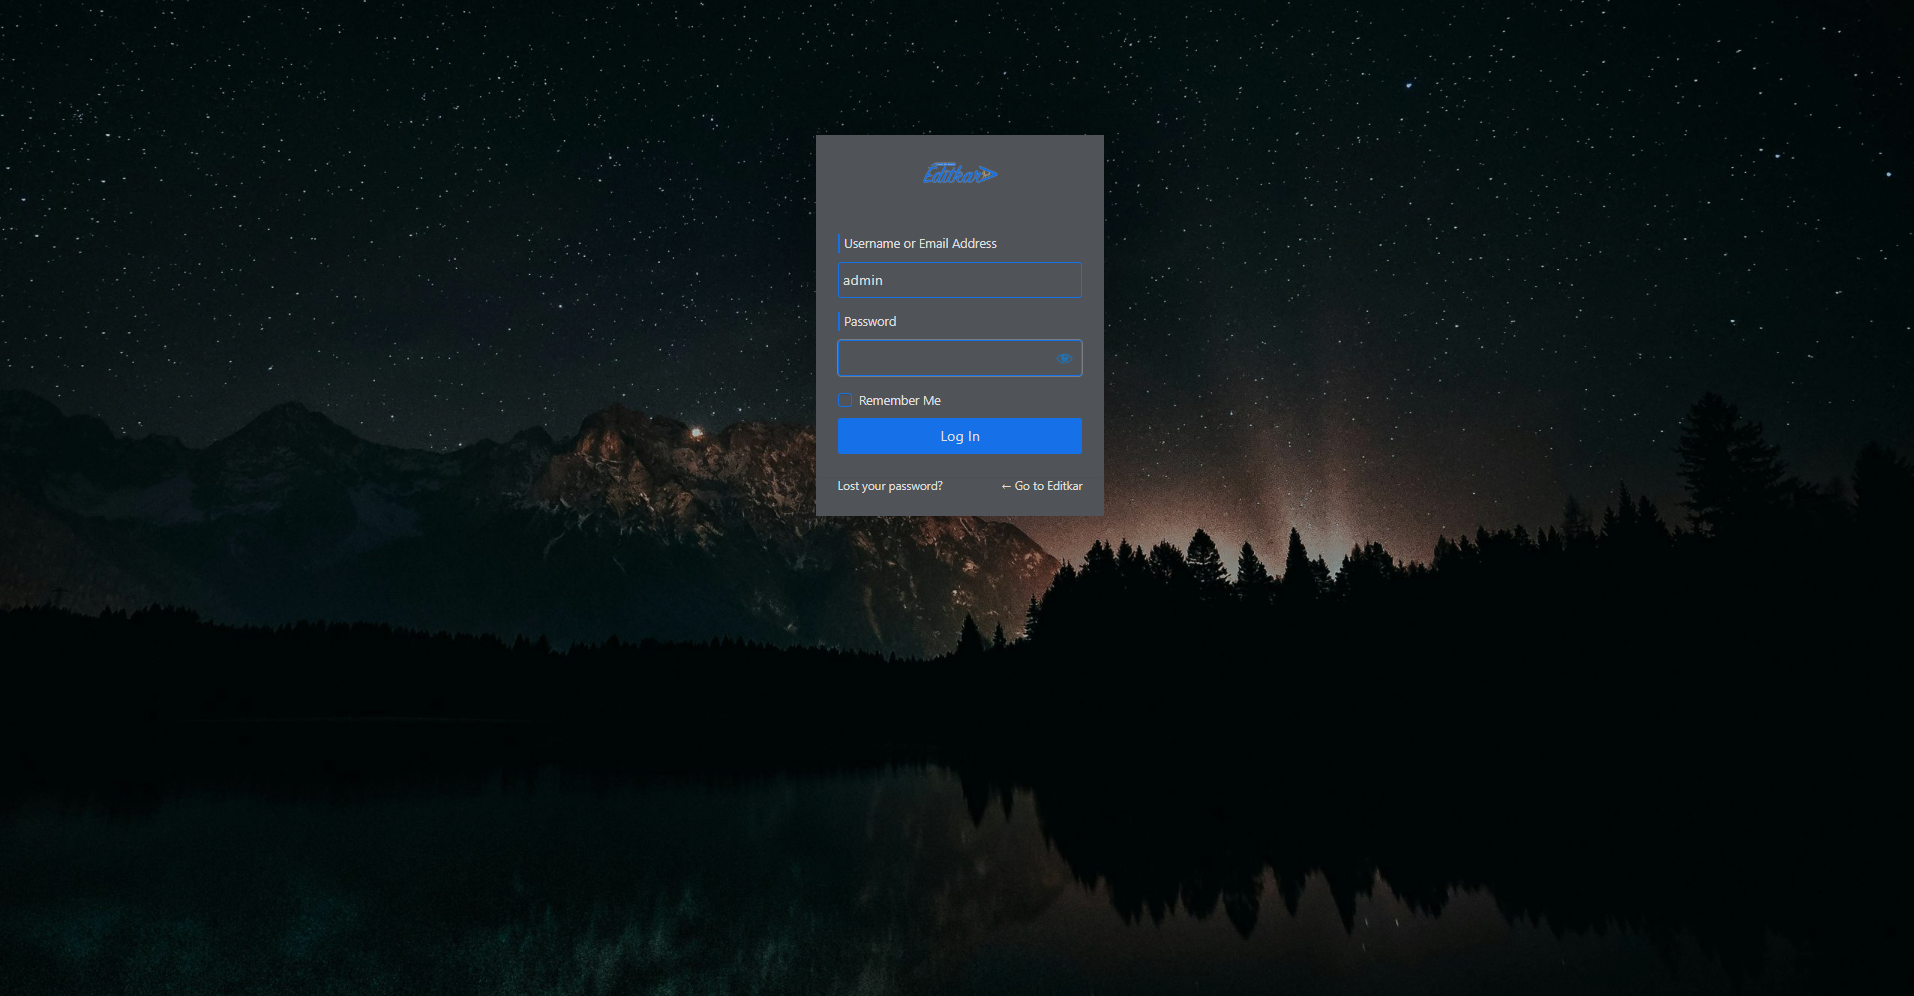 Editkar
Username or Email Address
admin
Password
Remember Me
Log In
Lost your password?
← Go to Editkar